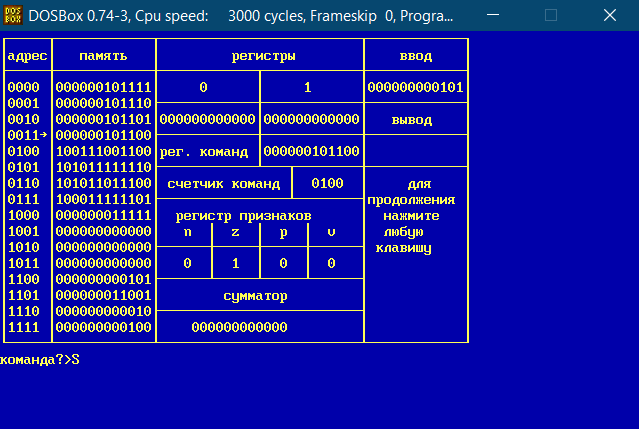 DOSBox 0.74-3, Cpu speed: 3000 cycles, Frameskip 0, Progra...
адрес память регистры ввод
0000 000000101111 0 1 000000000101
0001 000000101110
0010 000000101101 000000000000 000000000000 вывод
0011→ 000000101100
0100 100111001100 рег. команд 000000101100
0101 101011111110
0110 101011011100 счетчик команд 0100 для
0111 100011111101 продолжения
1000 000000011111 регистр признаков нажмите
1001 000000000000 n z p v любую
1010 000000000000 клавишу
1011 000000000000 0 1 0 0
1100 000000000101
1101 000000011001 сумматор
1110 000000000010
1111 000000000100 000000000000
команда?>S